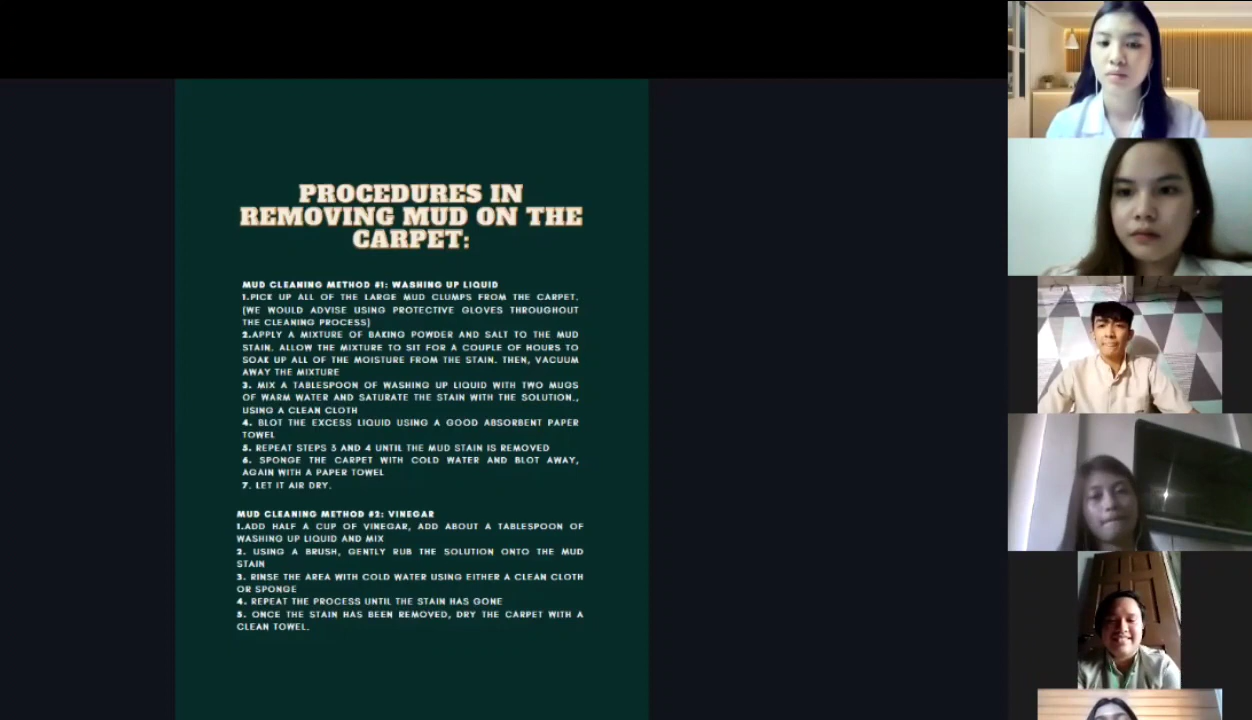 PROCEDURES IN
REMOVING MUD ON THE
CARPET:
MUD CLEANING METHOD #1: WASHING UP LIQUID
1.PICK UP ALL OF THE LARGE MUD CLUMPS FROM THE CARPET.
(WE WOULD ADVISE USING PROTECTIVE GLOVES THROUGHOUT
THE CLEANING PROCESS)
2.APPLY A MIXTURE OF BAKING POWDER AND SALT TO THE MUD
STAIN. ALLOW THE MIXTURE TO SIT FOR A COUPLE OF HOURS TO
SOAK UP ALL OF THE MOISTURE FROM THE STAIN. THEN, VACUUM
AWAY THE MIXTURE
3. MIX A TABLESPOON OF WASHING UP LIQUID WITH TWO MUGS
OF WARM WATER AND SATURATE THE STAIN WITH THE SOLUTION.,
USING A CLEAN CLOTH
4. BLOT THE EXCESS LIQUID USING A GOOD ABSORBENT PAPER
TOWEL
5. REPEAT STEPS 3 AND 4 UNTIL THE MUD STAIN IS REMOVED
6. SPONGE THE CARPET WITH COLD WATER AND BLOT AWAY,
AGAIN WITH A PAPER TOWEL
7. LET IT AIR DRY.
MUD CLEANING METHOD #2: VINEGAR
1.ADD HALF A CUP OF VINEGAR, ADD ABOUT A TABLESPOON OF
WASHING UP LIQUID AND MIX
2. USING A BRUSH, GENTLY RUB THE SOLUTION ONTO THE MUD
STAIN
3. RINSE THE AREA WITH COLD WATER USING EITHER A CLEAN CLOTH
OR SPONGE
4. REPEAT THE PROCESS UNTIL THE STAIN HAS GONE
5. ONCE THE STAIN HAS BEEN REMOVED, DRY THE CARPET WITH A
CLEAN TOWEL.